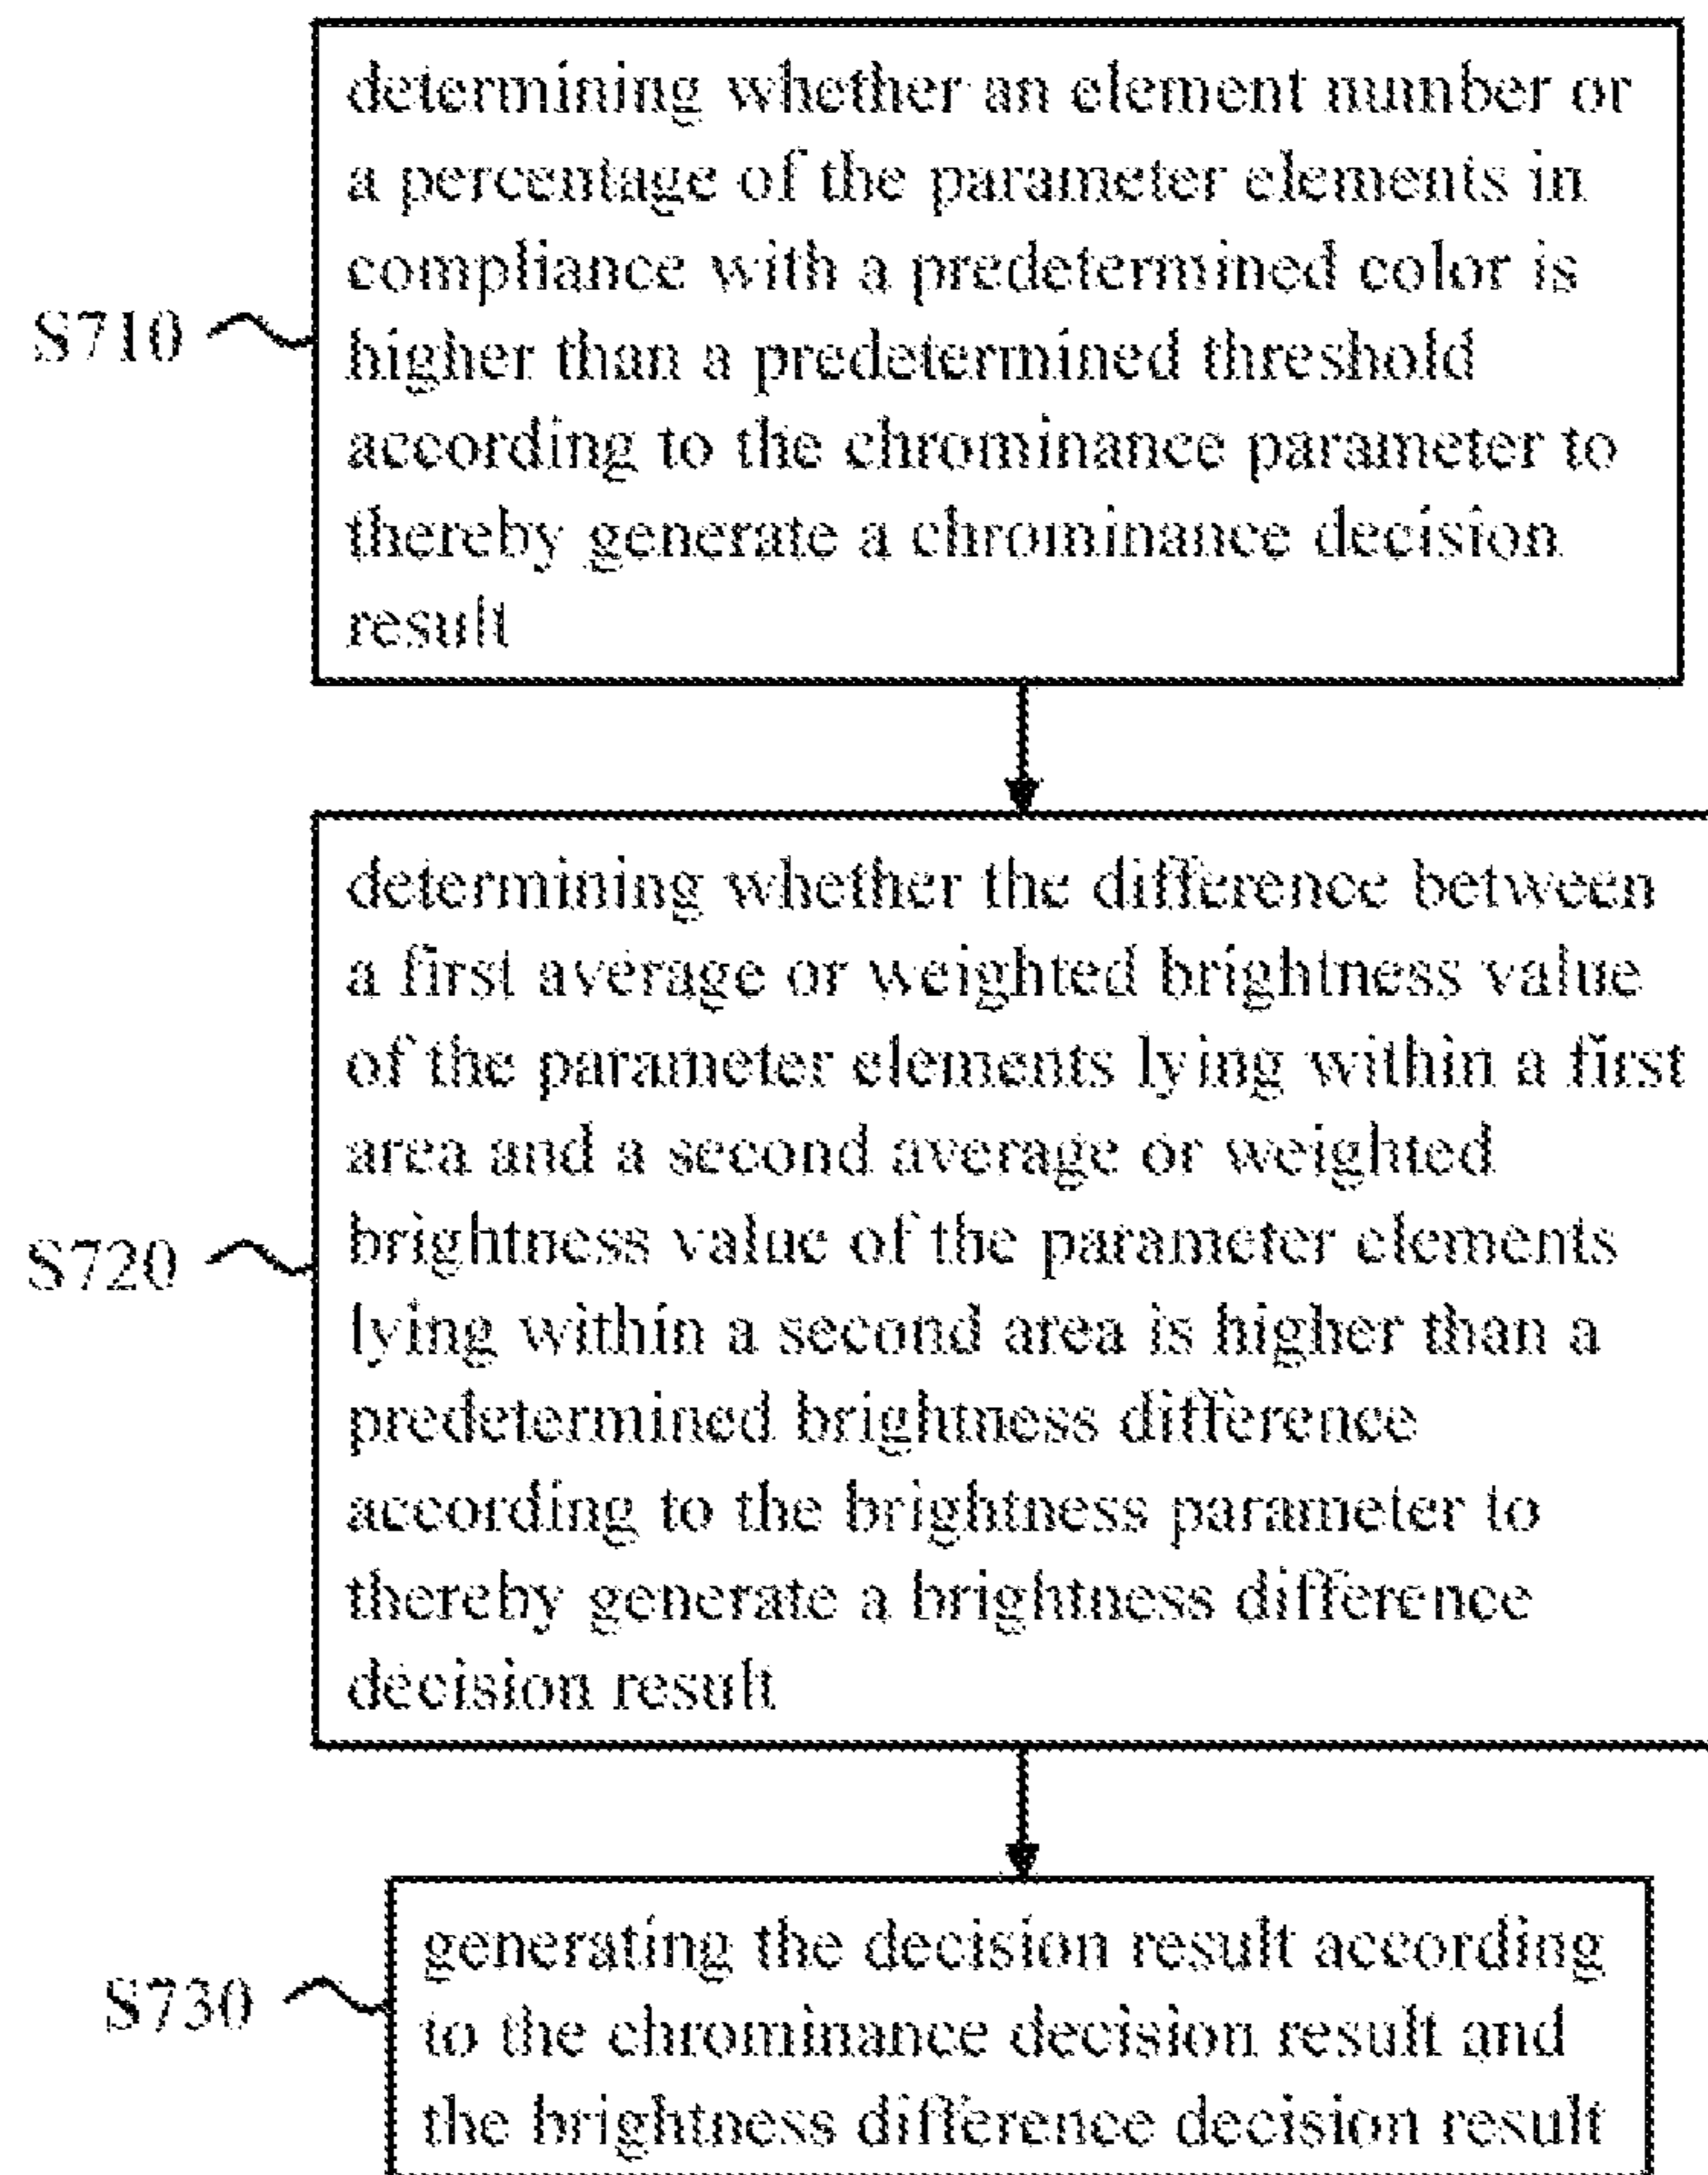 determining whether an element number or
a percentage of the parameter elements in
compliance with a predetermined color is
S710
higher than a predetermined threshold
according to the chrominance parameter to
thereby generate a chrominance decision
result
determining whether the difference between
a first average or weighted brightness value
of the parameter elements lying within a first
area and a second average or weighted
S720
brightness value of the parameter elements
lying within a second area is higher than a
predetermined brightness difference
according to the brightness parameter to
thereby generate a brightness difference
decision result
generating the decision result according
S730
to the chrominance decision result and
the brightness difference decision result